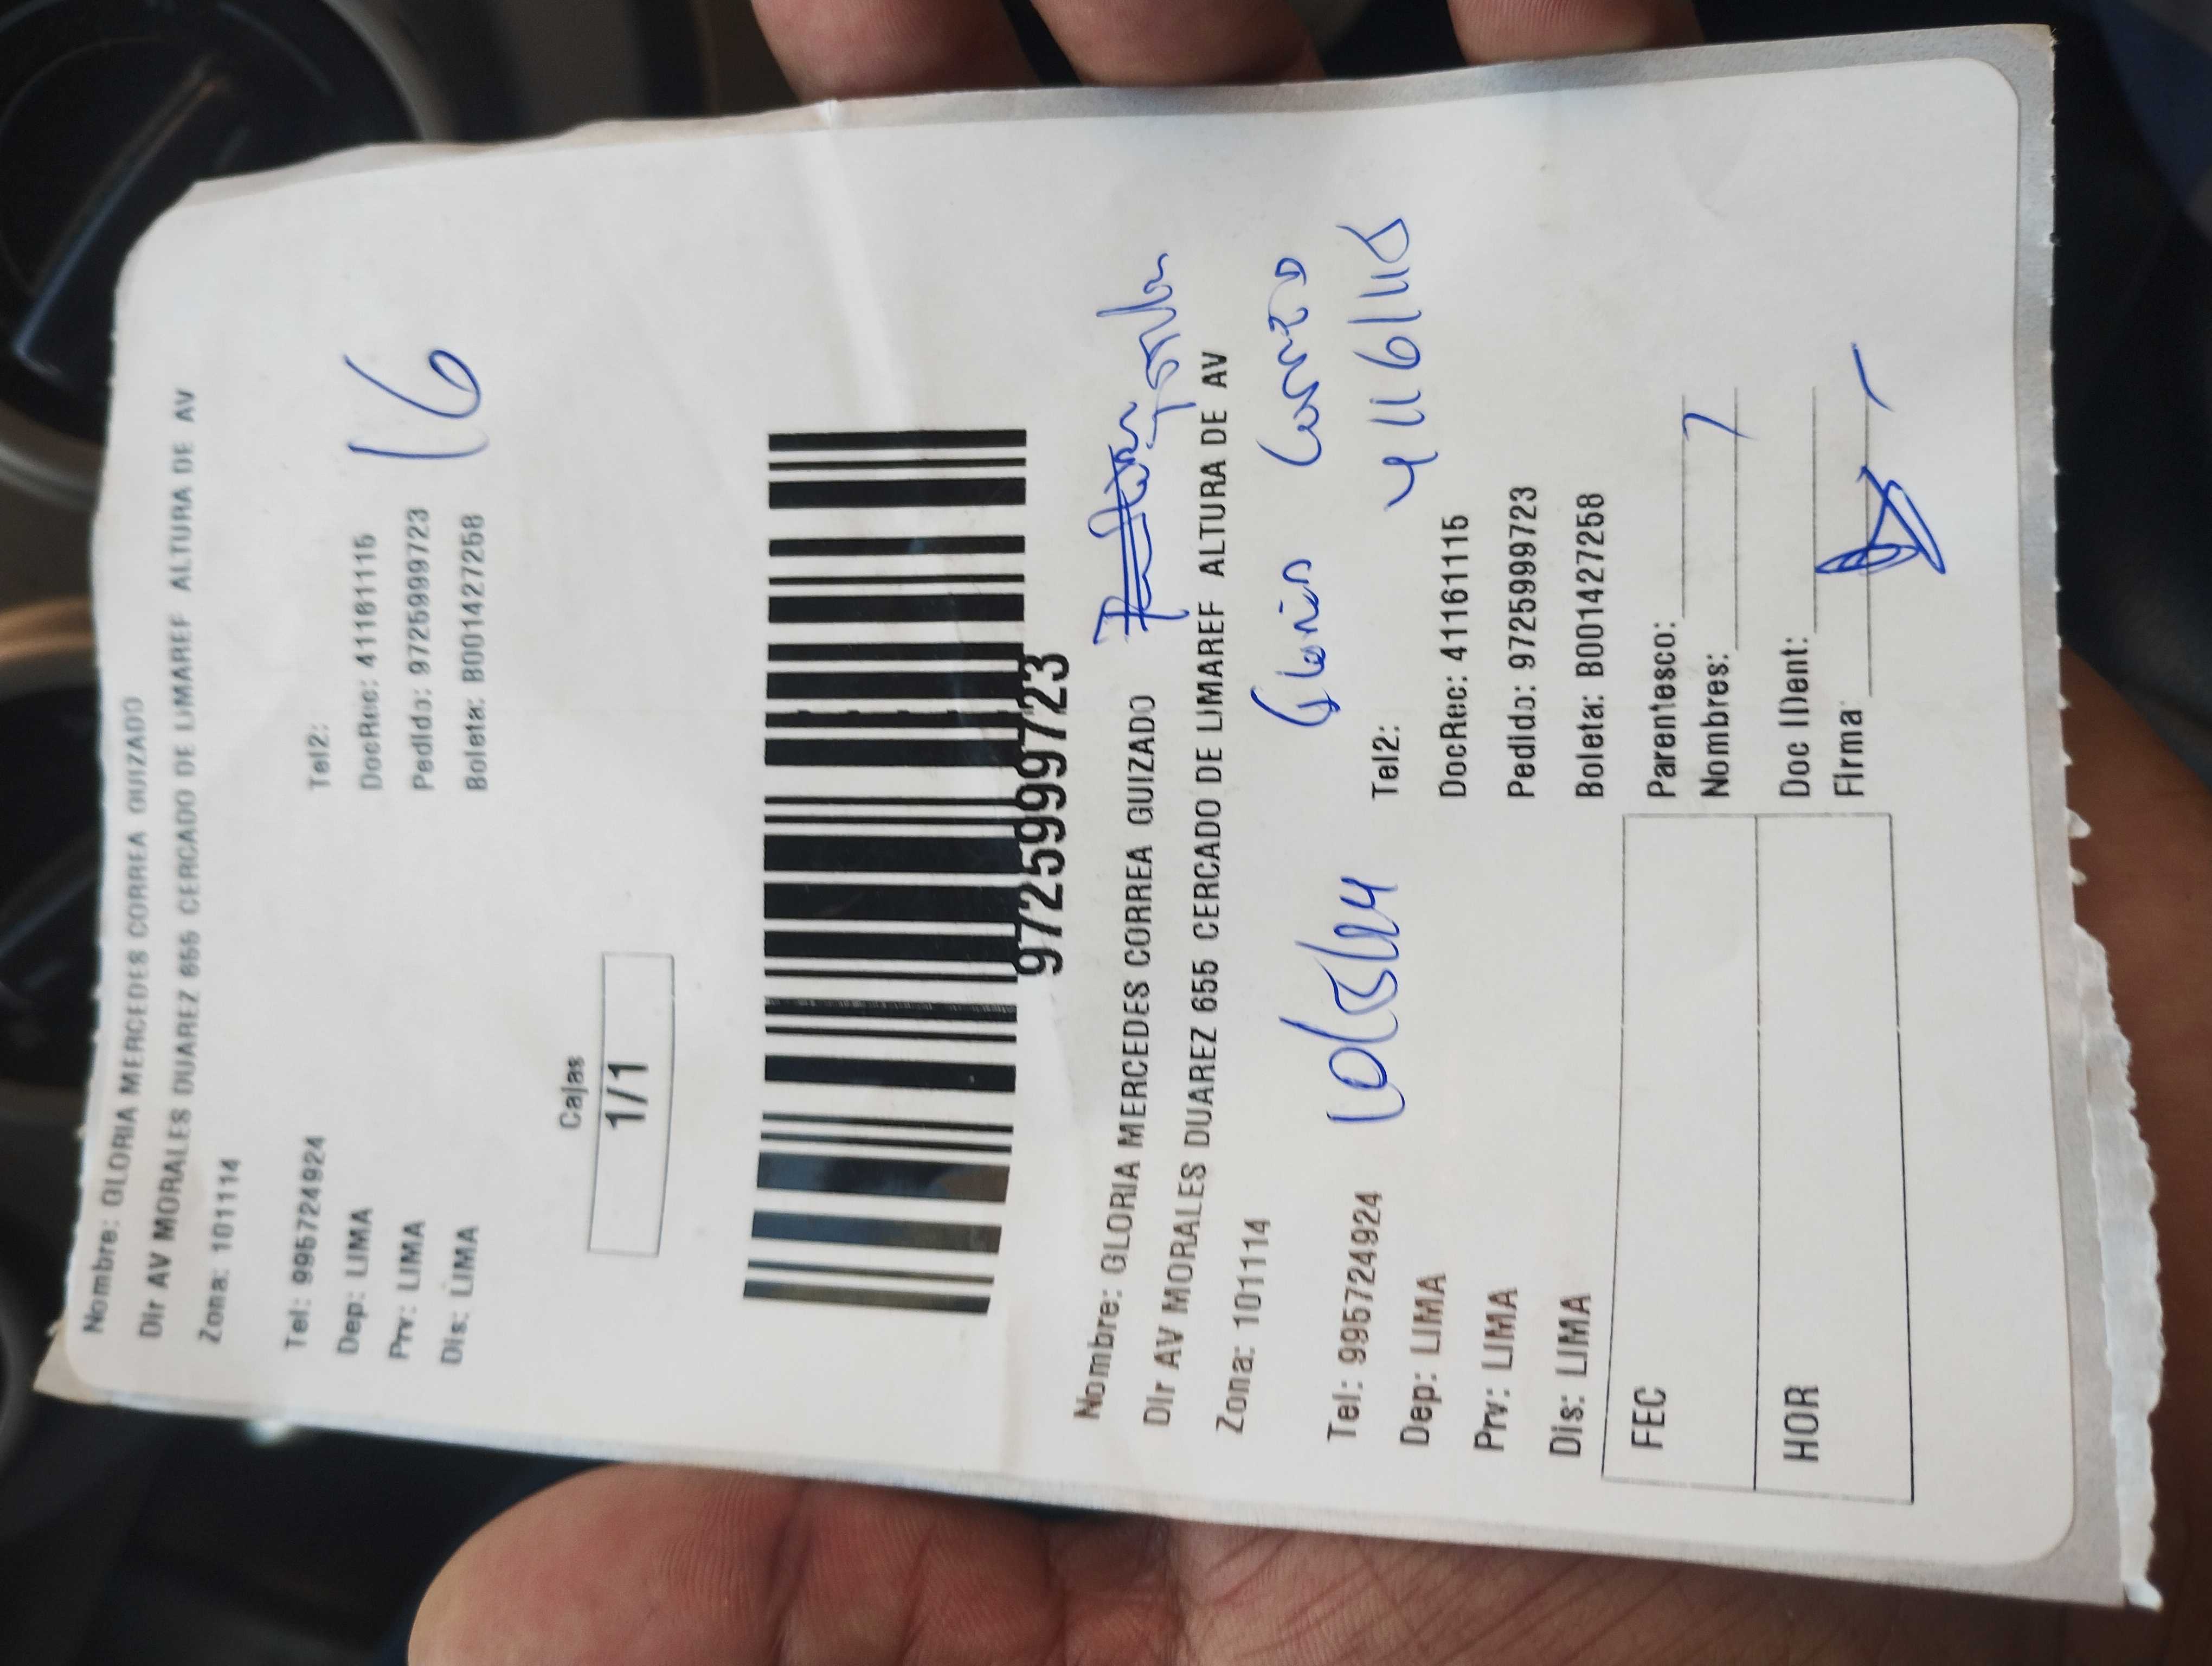 Nombre: GLORIA MERCEDES CORREA GUIZADO
Dir AV MORALES DUAREZ 655 CERCADO DE LIMAREF ALTURA DE AV
Zona: 101114
Tel: 995724924
Tel2:
Dep: LIMA
DocRec: 41161115
16
Prv: LIMA
Pedido: 9725999723
Dis: LIMA
Boleta: B001427258
Cajas
1/1
9725999723
Nombre: GLORIA MERCEDES CORREA GUIZADO
Dir AV MORALES DUAREZ 655 CERCADO DE LIMAREF ALTURA DE AV
Zona: 101114
Gloria Correa
Tel: 995724924
Tel2:
41161115
Dep: LIMA
DocRec: 41161115
Prv: LIMA
Pedido: 9725999723
Dis: LIMA
Boleta: B001427258
FEC
Parentesco:
Nombres:
HOR
Doc IDent:
Firma